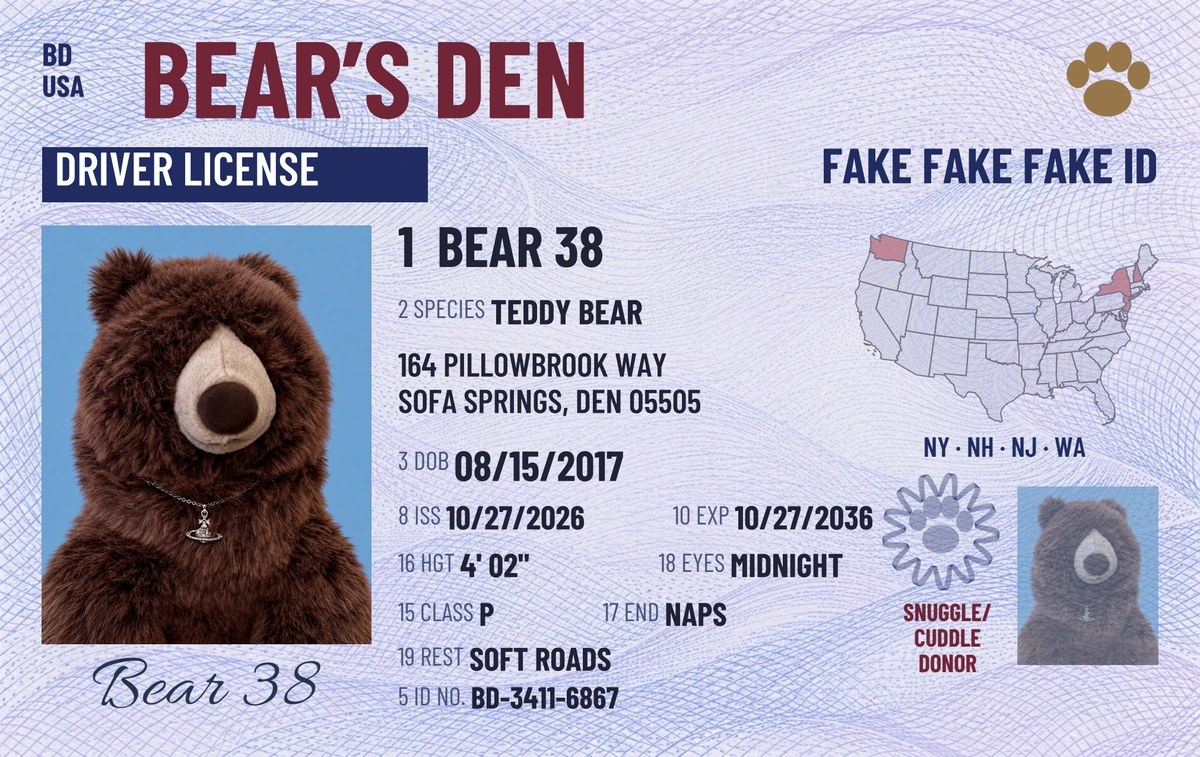 BD
USA
BEAR'S DEN
DRIVER LICENSE
FAKE FAKE FAKE ID
1 BEAR 38
2 SPECIES TEDDY BEAR
164 PILLOWBROOK WAY
SOFA SPRINGS, DEN 05505
3 DOB 08/15/2017
8 ISS 10/27/2026 10 EXP 10/27/2036
16 HGT 4' 02"  18 EYES MIDNIGHT
15 CLASS P 17 END NAPS
19 REST SOFT ROADS
5 ID NO. BD-3411-6867
Bear 38
NY · NH · NJ · WA
SNUGGLE/
CUDDLE
DONOR